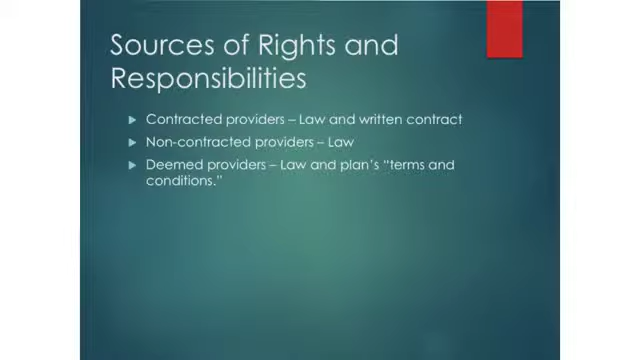 Sources of Rights and
Responsibilities
Contracted providers – Law and written contract
Non-contracted providers – Law
Deemed providers – Law and plan’s “terms and
conditions.”